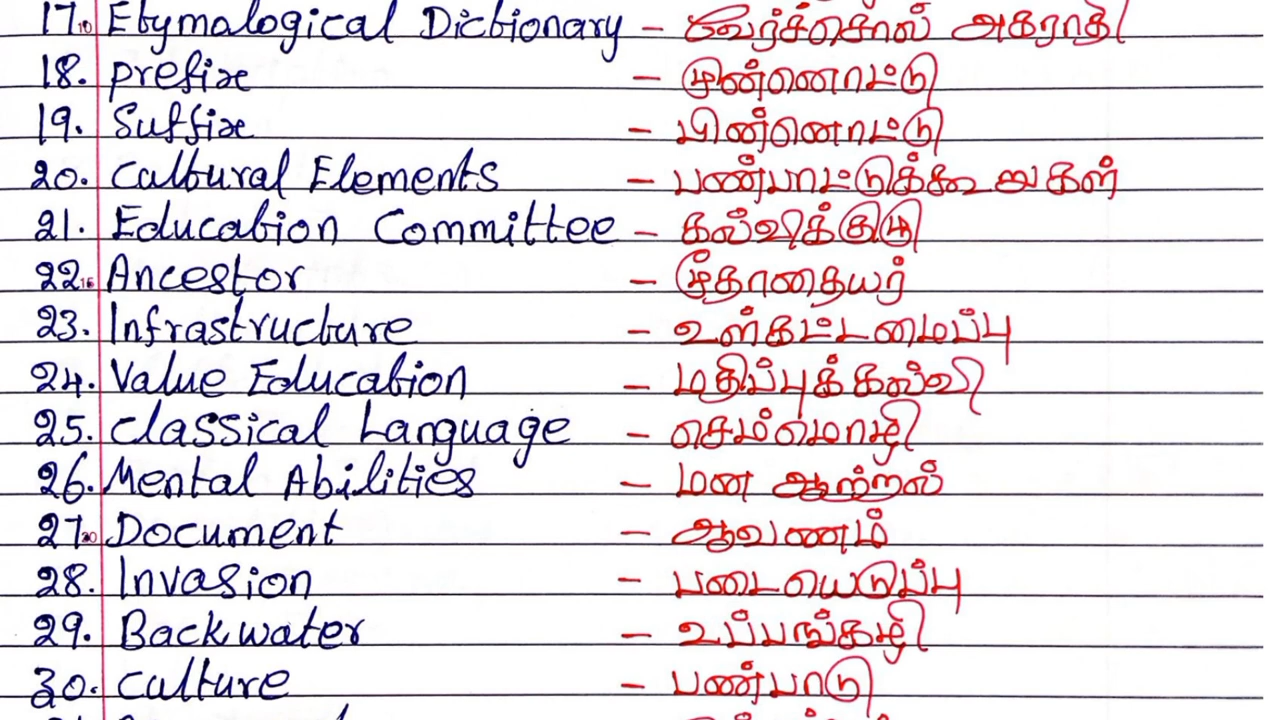 17. Etymalogical Dictionary - வேர்ச்சொல் அகராதி
18. prefix - முன்னொட்டு
19. Suffix - பின்னொட்டு
20. Cultural Elements - பண்பாட்டுக்கூறுகள்
21. Education Committee - கல்விக்குழு
22. Ancestor - மூதாதையர்
23. Infrastructure - உள்கட்டமைப்பு
24. Value Education - மதிப்புக்கல்வி
25. Classical Language - செம்மொழி
26. Mental Abilities - மன ஆற்றல்
27. Document - ஆவணம்
28. Invasion - படையெடுப்பு
29. Backwater - உப்பங்கழி
30. Culture - பண்பாடு